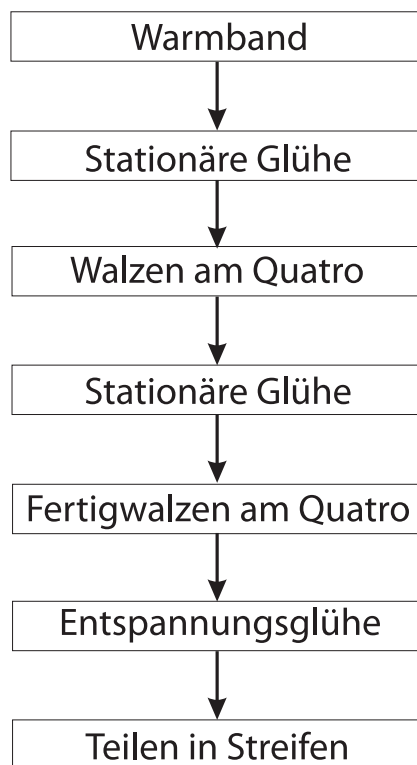 Warmband
Stationäre Glühe
Walzen am Quatro
Stationäre Glühe
Fertigwalzen am Quatro
Entspannungsglühe
Teilen in Streifen